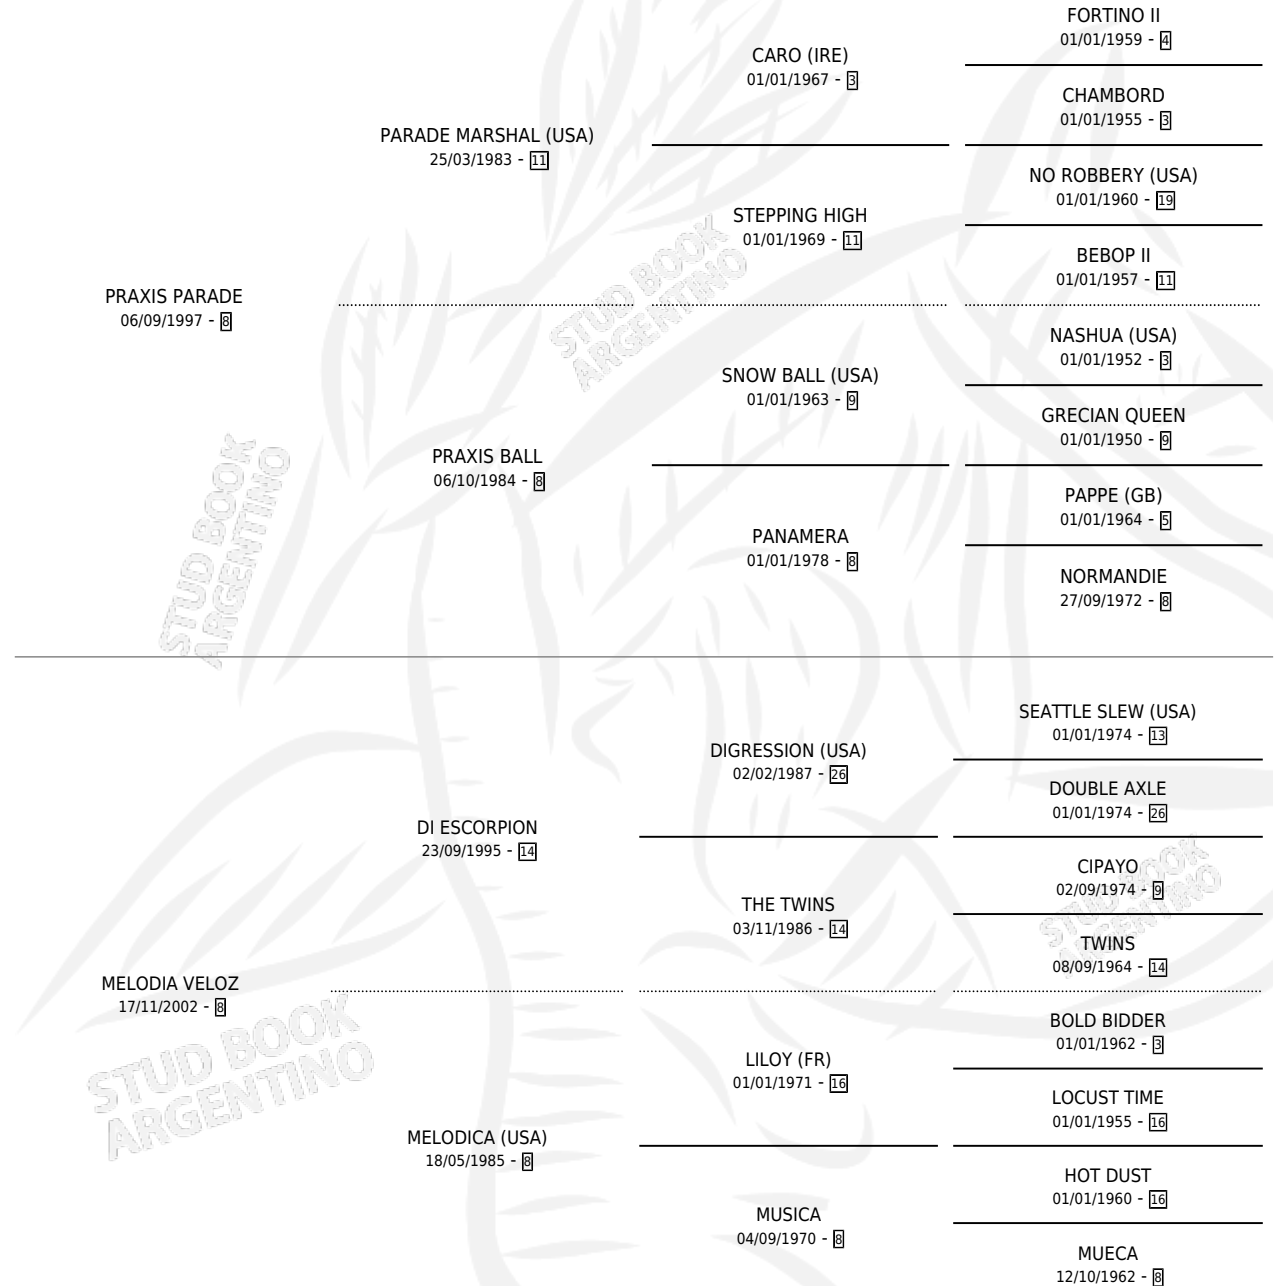 FORTINO II
01/01/1959 - 4
CARO (IRE)
01/01/1967 - 3
CHAMBORD
01/01/1955 - 3
PARADE MARSHAL (USA)
25/03/1983 - 11
NO ROBBERY (USA)
01/01/1960 - 19
STEPPING HIGH
01/01/1969 - 11
BEBOP II
01/01/1957 - 11
PRAXIS PARADE
06/09/1997 - 8
NASHUA (USA)
01/01/1952 - 3
SNOW BALL (USA)
01/01/1963 - 9
GRECIAN QUEEN
01/01/1950 - 9
PRAXIS BALL
06/10/1984 - 8
PAPPE (GB)
01/01/1964 - 5
PANAMERA
01/01/1978 - 8
NORMANDIE
27/09/1972 - 8
STUD BOOK
ARGENTINO
STUD BOOK
ARGENTINO
SEATTLE SLEW (USA)
01/01/1974 - 13
DIGRESSION (USA)
02/02/1987 - 26
DOUBLE AXLE
01/01/1974 - 26
DI ESCORPION
23/09/1995 - 14
CIPAYO
02/09/1974 - 9
THE TWINS
03/11/1986 - 14
TWINS
08/09/1964 - 14
MELODIA VELOZ
17/11/2002 - 8
BOLD BIDDER
01/01/1962 - 3
LILOY (FR)
01/01/1971 - 16
LOCUST TIME
01/01/1955 - 16
MELODICA (USA)
18/05/1985 - 8
HOT DUST
01/01/1960 - 16
MUSICA
04/09/1970 - 8
MUECA
12/10/1962 - 8
STUD BOOK
ARGENTINO
STUD BOOK
ARGENTINO